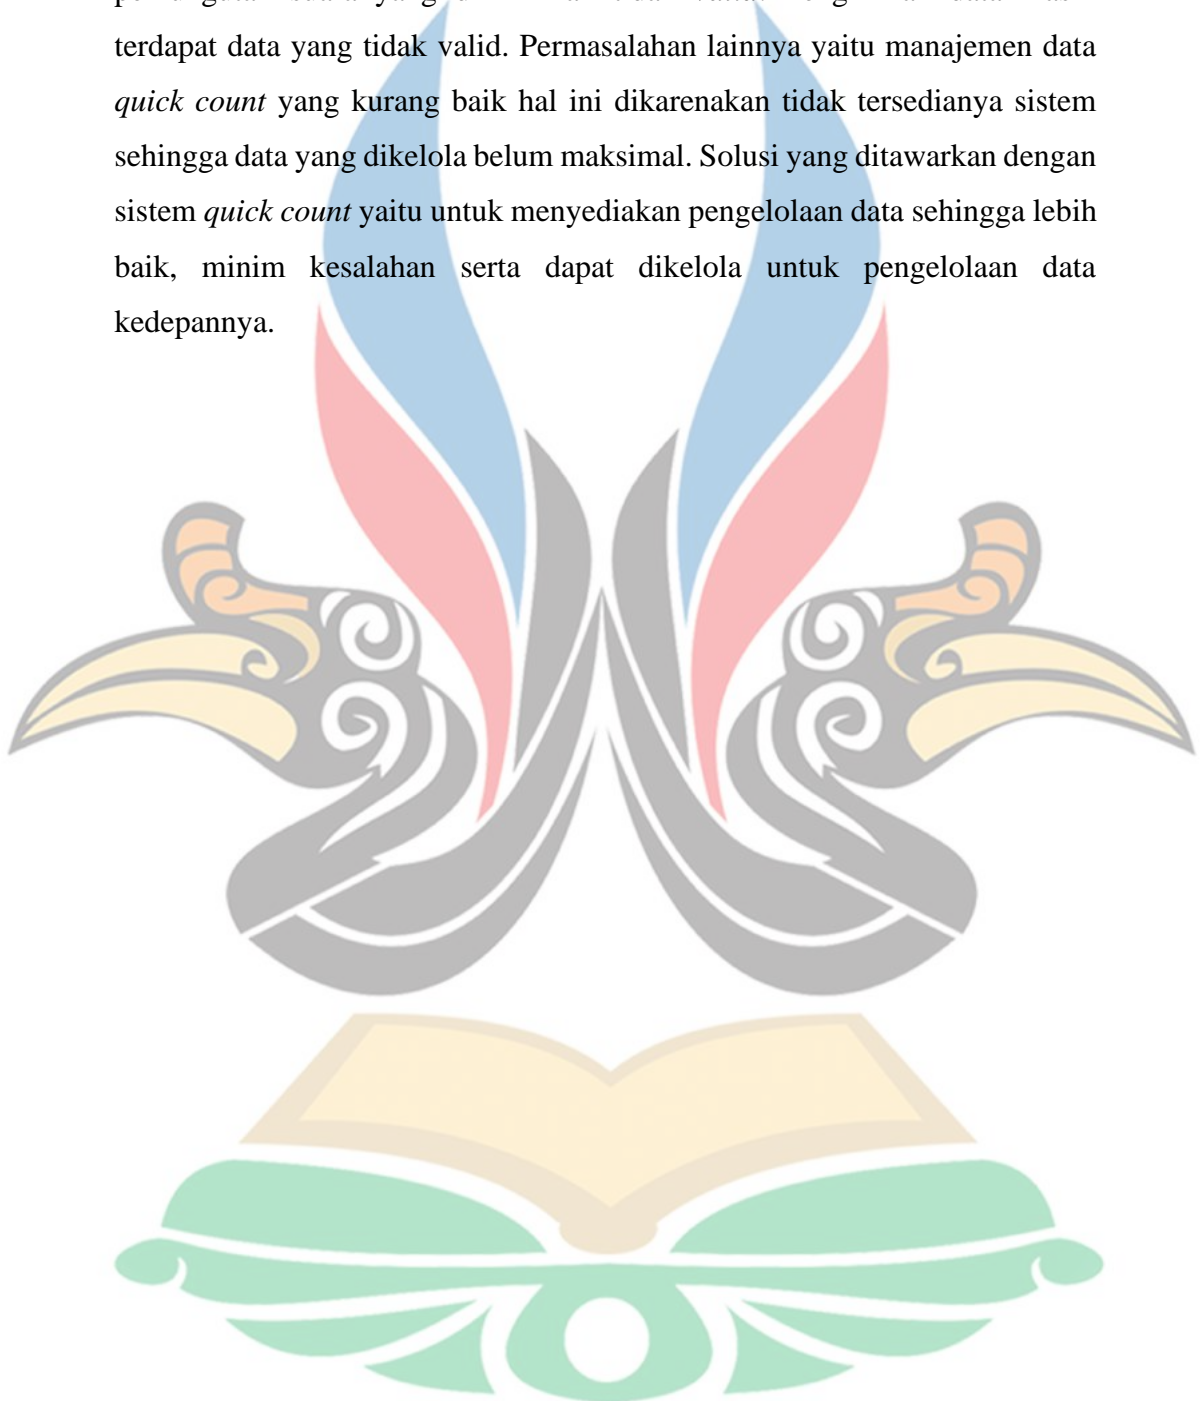 terdapat data yang tidak valid. Permasalahan lainnya yaitu manajemen data
quick count yang kurang baik hal ini dikarenakan tidak tersedianya sistem
sehingga data yang dikelola belum maksimal. Solusi yang ditawarkan dengan
sistem quick count yaitu untuk menyediakan pengelolaan data sehingga lebih
baik, minim kesalahan serta dapat dikelola untuk pengelolaan data
kedepannya.